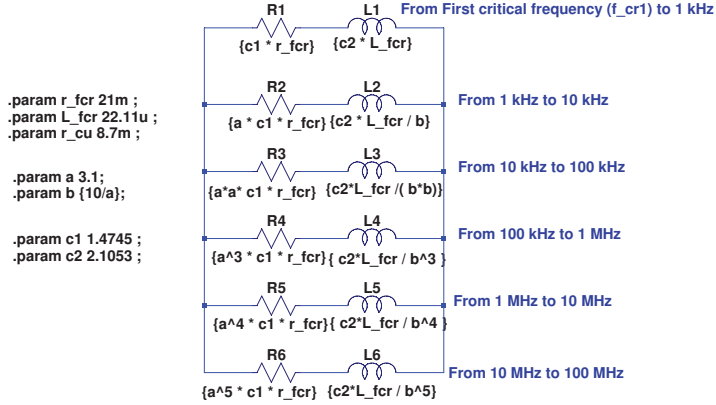 R1 L1 From First critical frequency (f_cr1) to 1 kHz
{c1 * r_fcr} {c2 * L_fcr}
R2 L2 From 1 kHz to 10 kHz
{a * c1 * r_fcr} {c2 * L_fcr / b}
.param r_fcr 21m ;
.param L_fcr 22.11u ;
.param r_cu 8.7m ;
R3 L3 From 10 kHz to 100 kHz
{a*a* c1 * r_fcr} {c2*L_fcr /( b*b)}
.param a 3.1;
.param b {10/a};
R4 L4 From 100 kHz to 1 MHz
{a^3 * c1 * r_fcr} { c2*L_fcr / b^3 }
.param c1 1.4745 ;
.param c2 2.1053 ;
R5 L5 From 1 MHz to 10 MHz
{a^4 * c1 * r_fcr} { c2*L_fcr / b^4 }
R6 L6 From 10 MHz to 100 MHz
{a^5 * c1 * r_fcr} {c2*L_fcr / b^5}